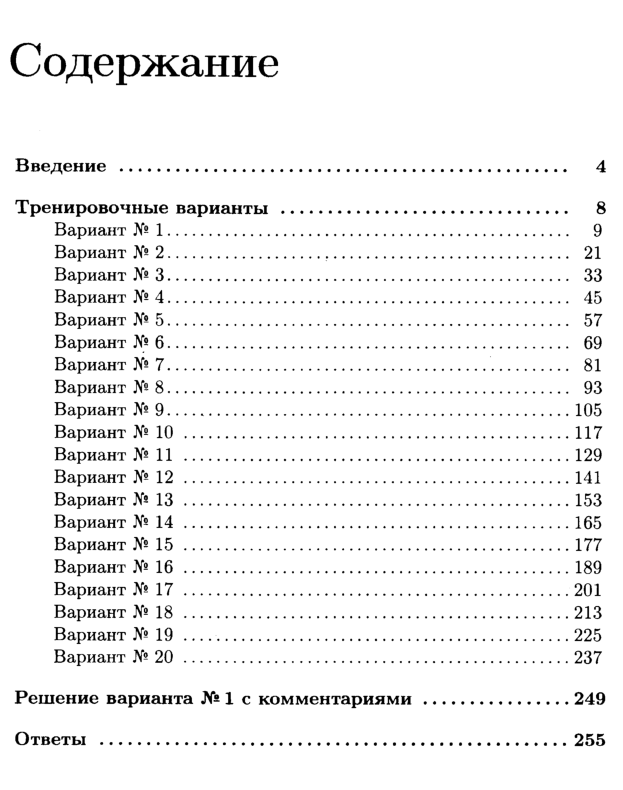 Содержание
Введение ................................................ 4
Тренировочные варианты ............................... 8
Вариант № 1............................................ 9
Вариант № 2............................................ 21
Вариант № 3............................................ 33
Вариант № 4............................................ 45
Вариант № 5............................................ 57
Вариант № 6............................................ 69
Вариант № 7............................................ 81
Вариант № 8............................................ 93
Вариант № 9............................................ 105
Вариант № 10 .......................................... 117
Вариант № 11 .......................................... 129
Вариант № 12 .......................................... 141
Вариант № 13 .......................................... 153
Вариант № 14 .......................................... 165
Вариант № 15 .......................................... 177
Вариант № 16 .......................................... 189
Вариант № 17 .......................................... 201
Вариант № 18 .......................................... 213
Вариант № 19 .......................................... 225
Вариант № 20 .......................................... 237
Решение варианта № 1 с комментариями ................ 249
Ответы .................................................. 255